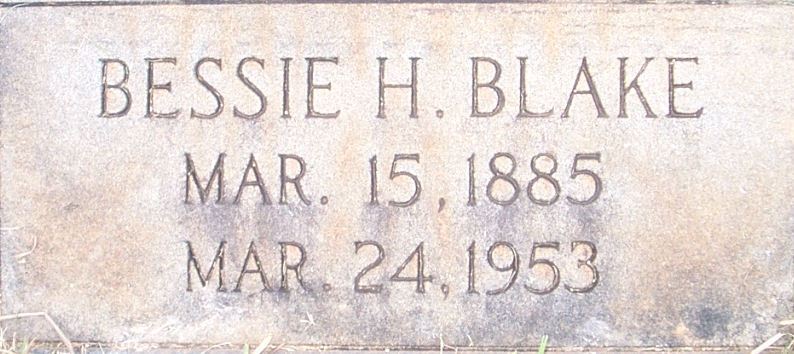 BESSIE H. BLAKE
MAR. 15, 1885
MAR. 24, 1953